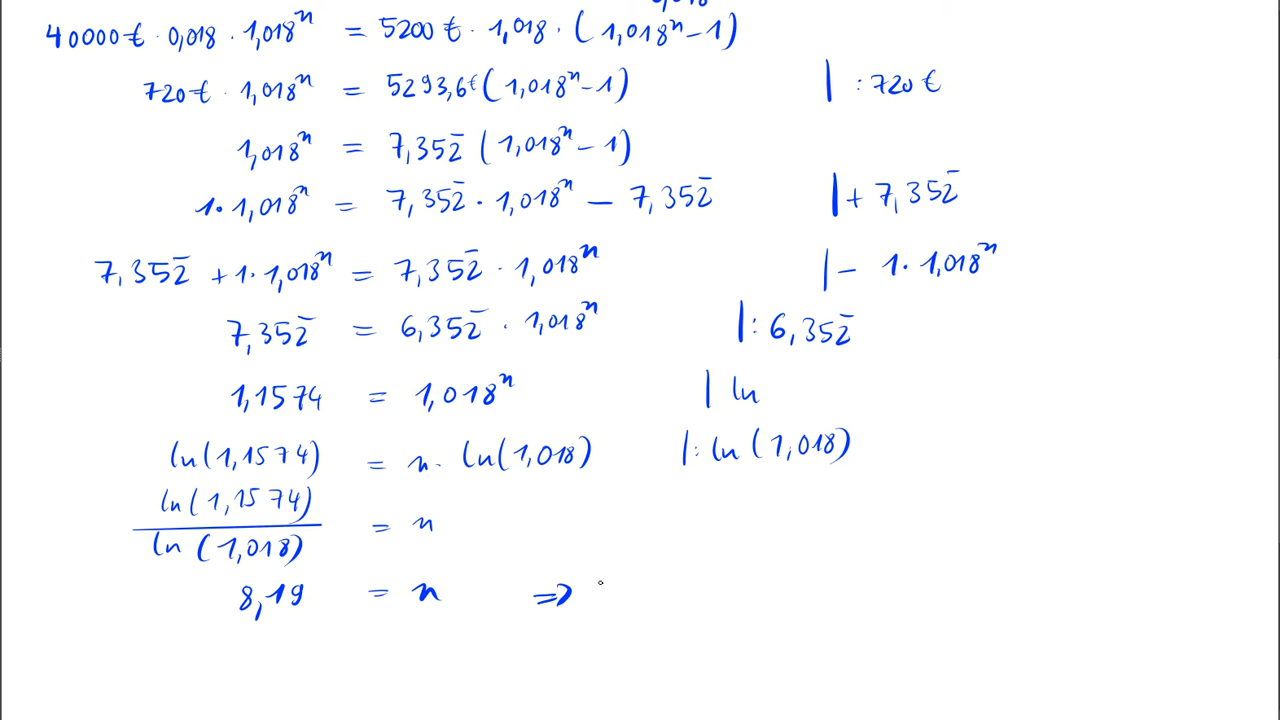 40000€ · 0,018 · 1,018ⁿ = 5200€ · 1,018 · (1,018ⁿ - 1)
720€ · 1,018ⁿ = 5293,6€ (1,018ⁿ - 1) | : 720€
1,018ⁿ = 7,352̅ (1,018ⁿ - 1)
1 · 1,018ⁿ = 7,352̅ · 1,018ⁿ - 7,352̅ | + 7,352̅
7,352̅ + 1 · 1,018ⁿ = 7,352̅ · 1,018ⁿ | - 1 · 1,018ⁿ
7,352̅ = 6,352̅ · 1,018ⁿ | : 6,352̅
1,1574 = 1,018ⁿ | ln
ln(1,1574) = n · ln(1,018) | : ln(1,018)
ln(1,1574)
= n
ln(1,018)
8,19 = n ⇒